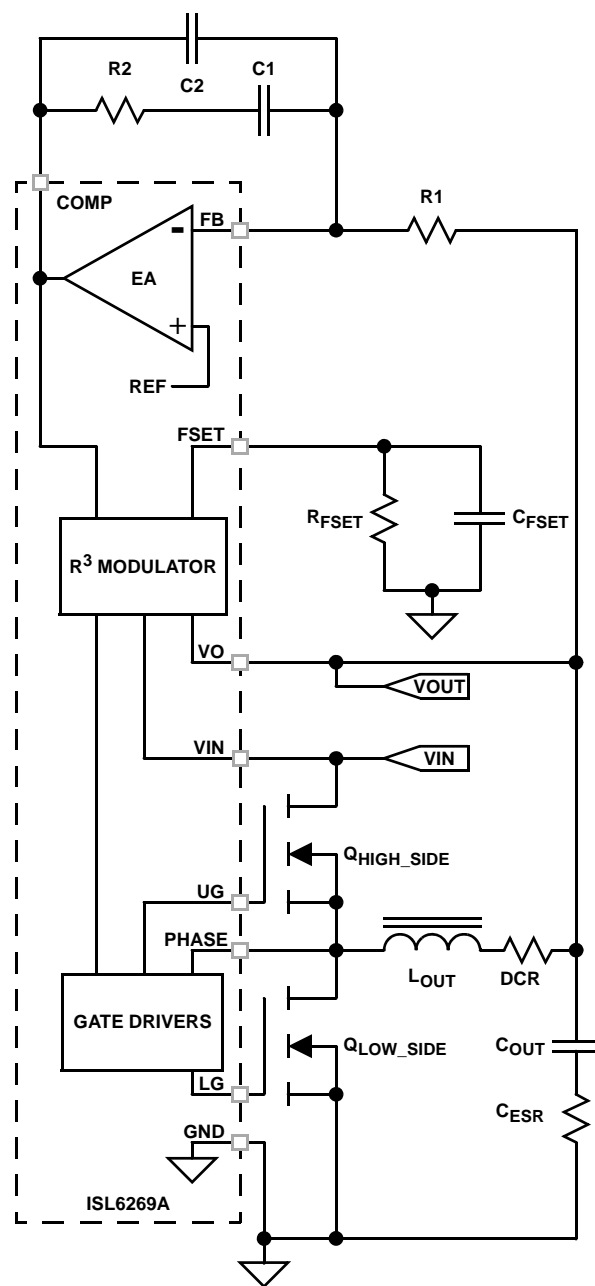 R2
C2
C1
COMP
FB
R1
-
EA
+
REF
FSET
RFSET
CFSET
R3 MODULATOR
VO
VOUT
VIN
VIN
QHIGH_SIDE
UG
PHASE
LOUT
DCR
GATE DRIVERS
QLOW_SIDE
COUT
LG
CESR
GND
ISL6269A